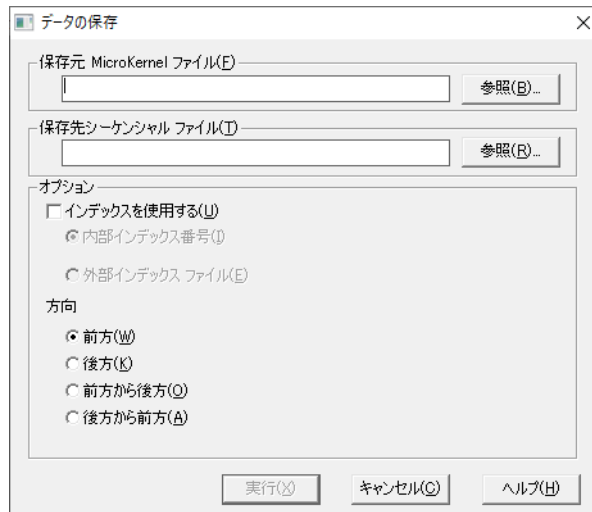 データの保存
保存元 MicroKernel ファイル(F)
参照(B)...
保存先シーケンシャル ファイル(T)
参照(R)...
オプション
インデックスを使用する(U)
内部インデックス番号(I)
外部インデックス ファイル(E)
方向
前方(W)
後方(K)
前方から後方(O)
後方から前方(A)
実行(X) キャンセル(C) ヘルプ(H)